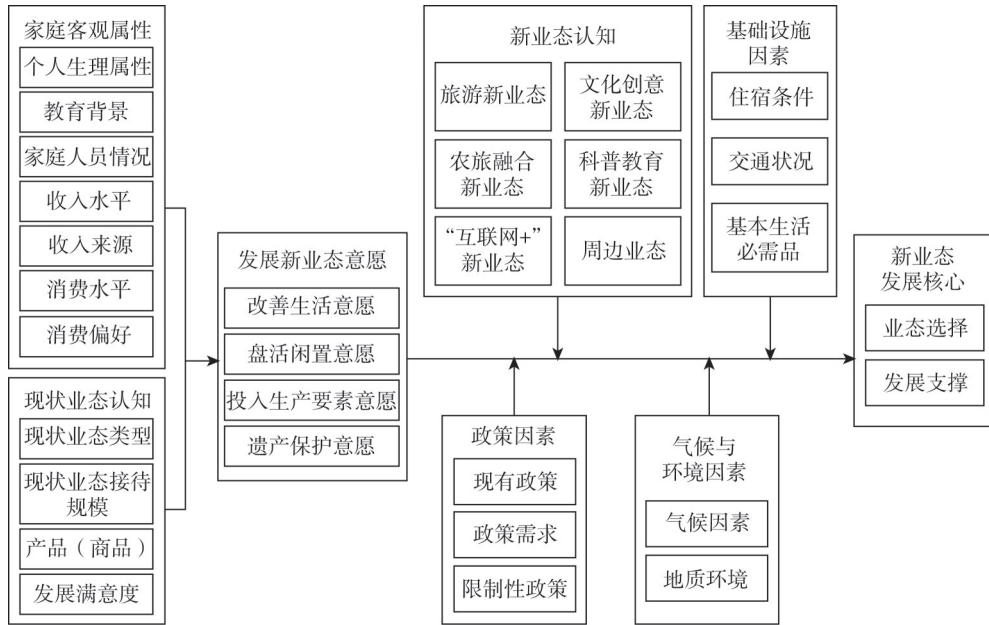 家庭客观属性
个人生理属性
教育背景
家庭人员情况
收入水平
收入来源
消费水平
消费偏好
现状业态认知
现状业态类型
现状业态接待
规模
产品（商品）
发展满意度
发展新业态意愿
改善生活意愿
盘活闲置意愿
投入生产要素意愿
遗产保护意愿
新业态认知
旅游新业态
文化创意
新业态
农旅融合
新业态
科普教育
新业态
“互联网+”
新业态
周边业态
基础设施
因素
住宿条件
交通状况
基本生活
必需品
政策因素
现有政策
政策需求
限制性政策
气候与
环境因素
气候因素
地质环境
新业态
发展核心
业态选择
发展支撑